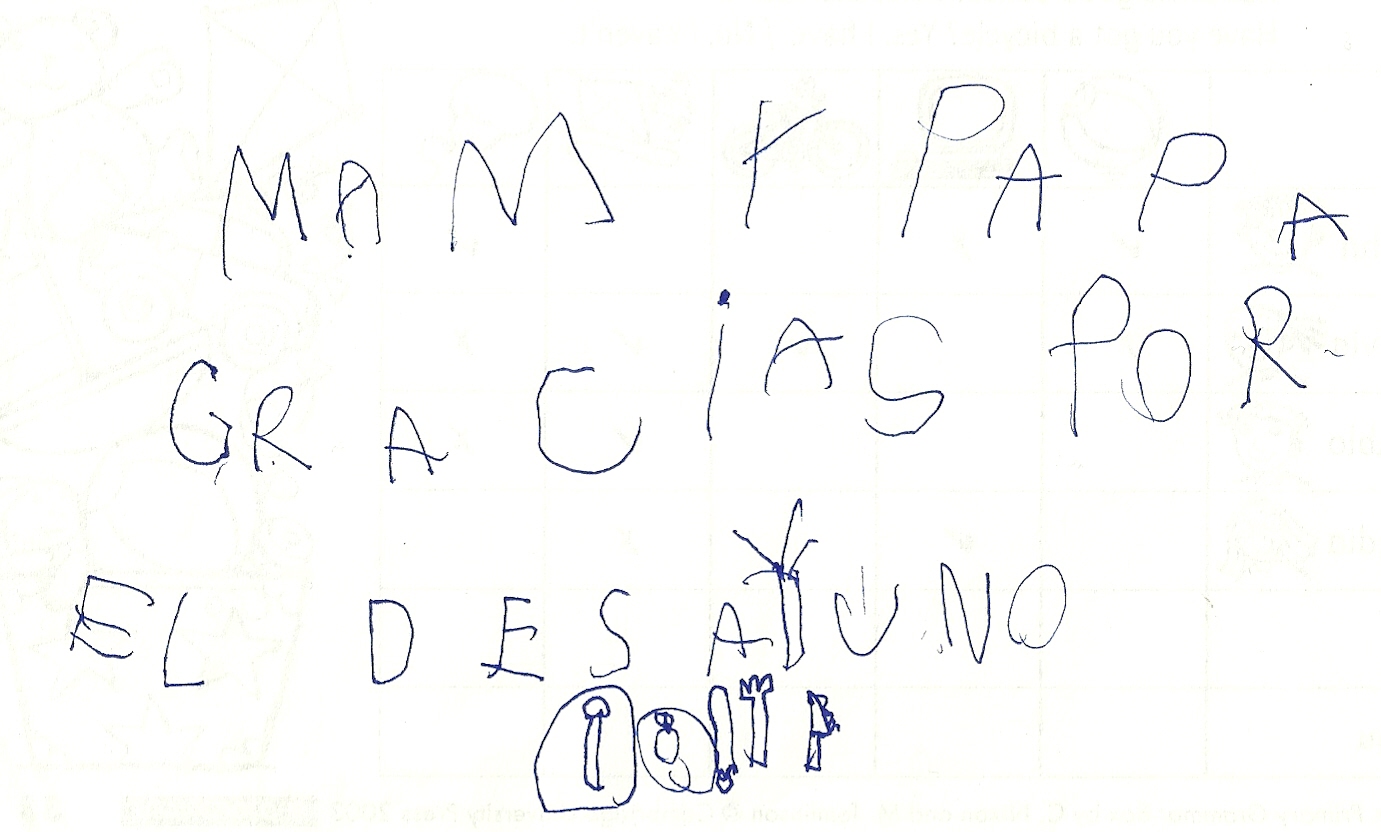 MAM Y PAPA
GRACIAS POR
EL DESAYUNO